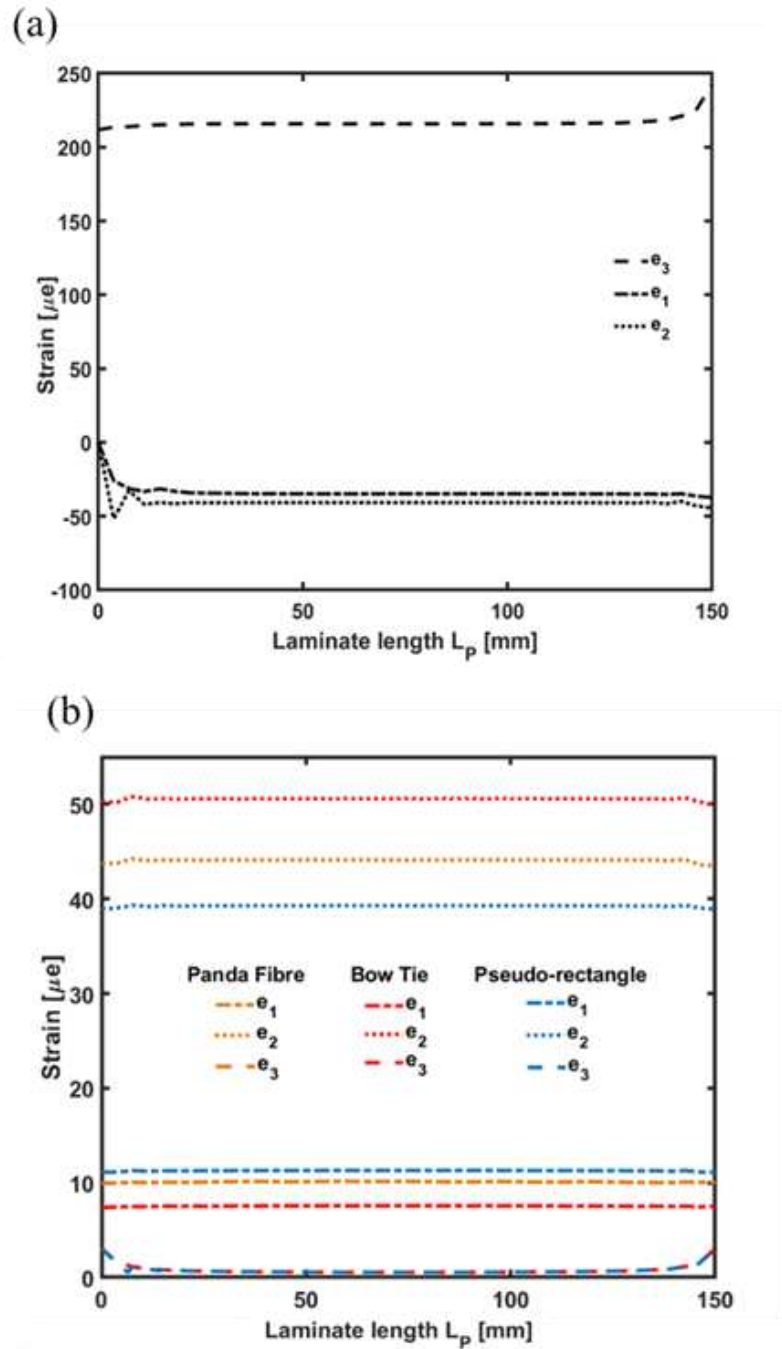 (a)
250
200
150
100
50
0
-50
-100
Strain [µe]
e3
e1
e2
0 50 100 150
Laminate length LP [mm]
(b)
50
40
30
20
10
0
Strain [µe]
Panda Fibre Bow Tie Pseudo-rectangle
e1 e1 e1
e2 e2 e2
e3 e3 e3
0 50 100 150
Laminate length LP [mm]